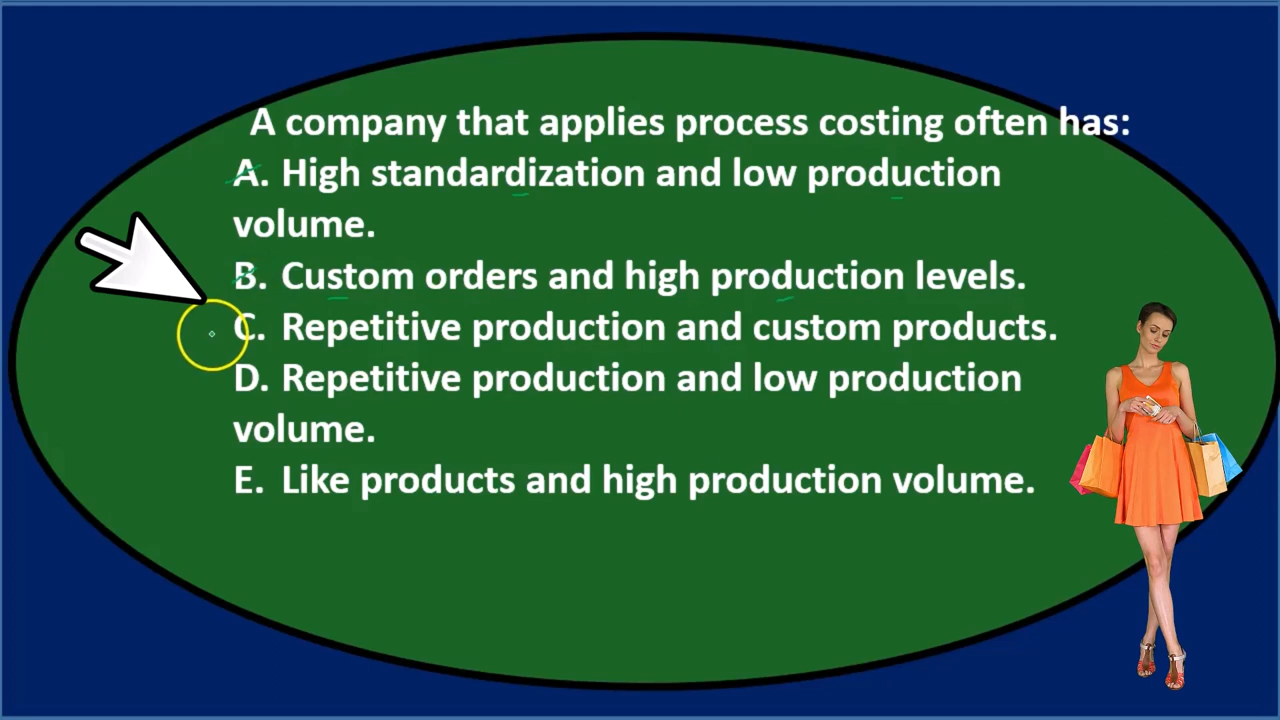 A company that applies process costing often has:
A. High standardization and low production
volume.
B. Custom orders and high production levels.
C. Repetitive production and custom products.
D. Repetitive production and low production
volume.
E. Like products and high production volume.